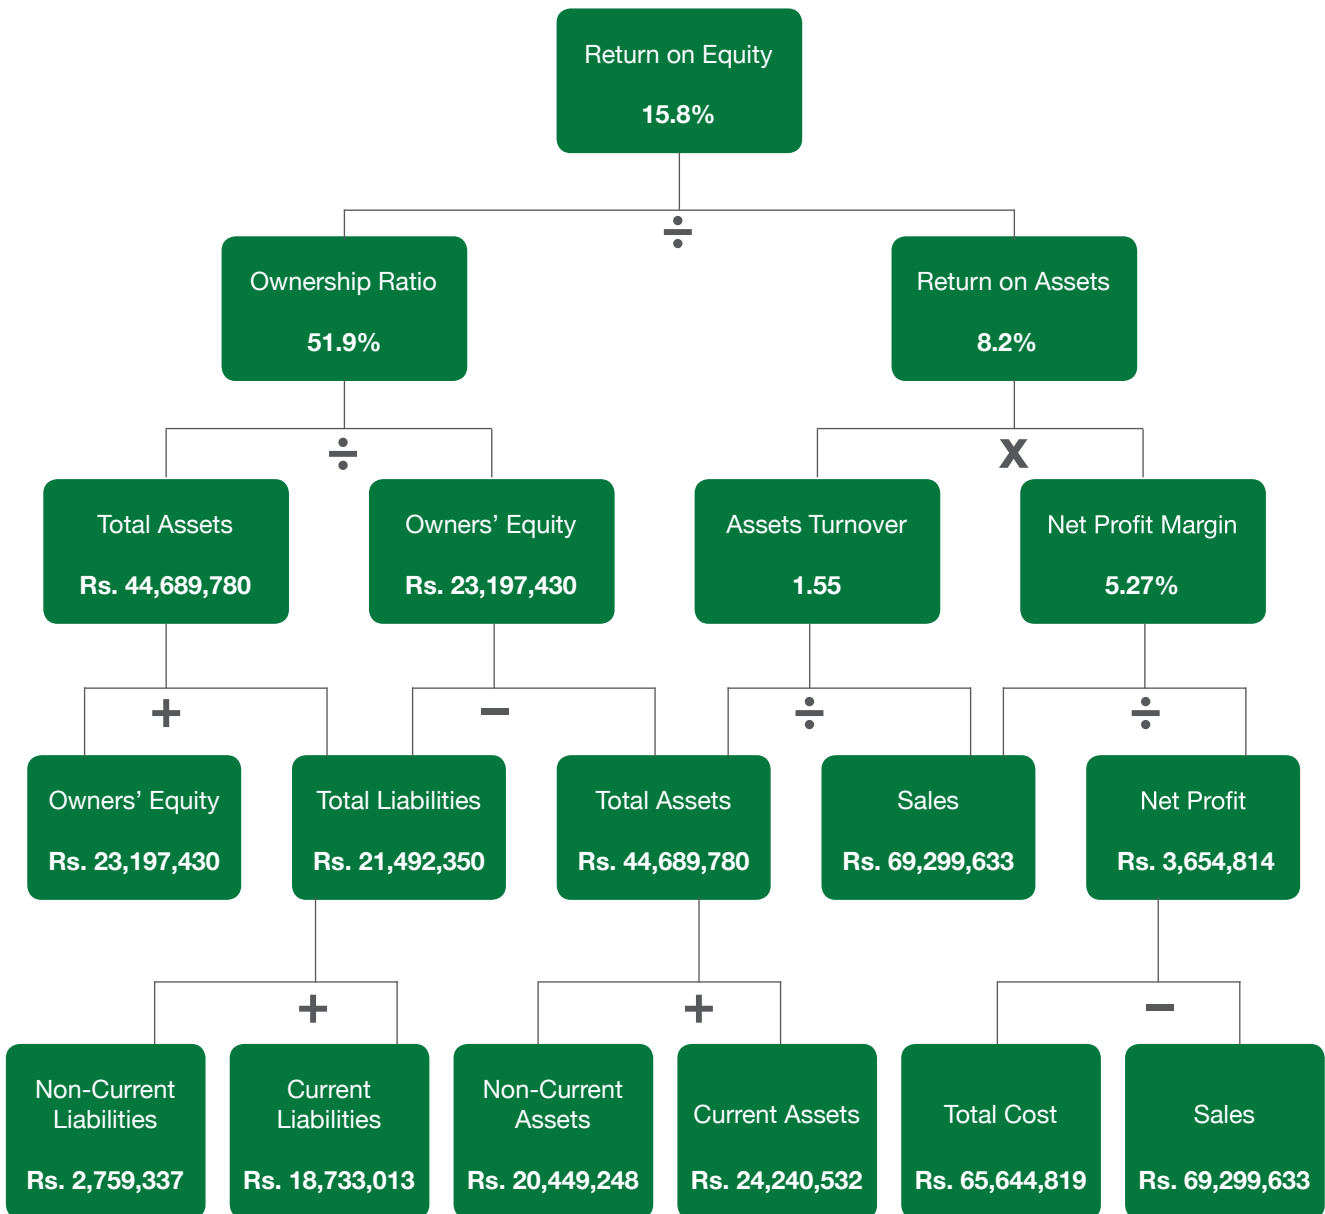 Return on Equity
15.8%
÷
Ownership Ratio
51.9%
Return on Assets
8.2%
÷
x
Total Assets
Rs. 44,689,780
Owners’ Equity
Rs. 23,197,430
Assets Turnover
1.55
Net Profit Margin
5.27%
+
−
÷
÷
Owners’ Equity
Rs. 23,197,430
Total Liabilities
Rs. 21,492,350
Total Assets
Rs. 44,689,780
Sales
Rs. 69,299,633
Net Profit
Rs. 3,654,814
+
+
−
Non-Current
Liabilities
Rs. 2,759,337
Current
Liabilities
Rs. 18,733,013
Non-Current
Assets
Rs. 20,449,248
Current Assets
Rs. 24,240,532
Total Cost
Rs. 65,644,819
Sales
Rs. 69,299,633